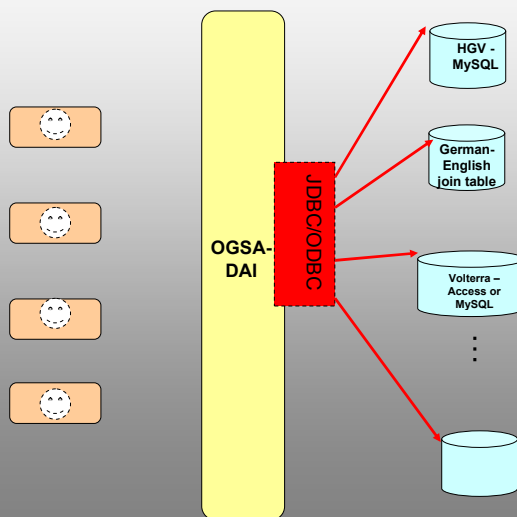 HGV -
MySQL
German-
English
join table
OGSA-
DAI
JDBC/ODBC
Volterra –
Access or
MySQL
...